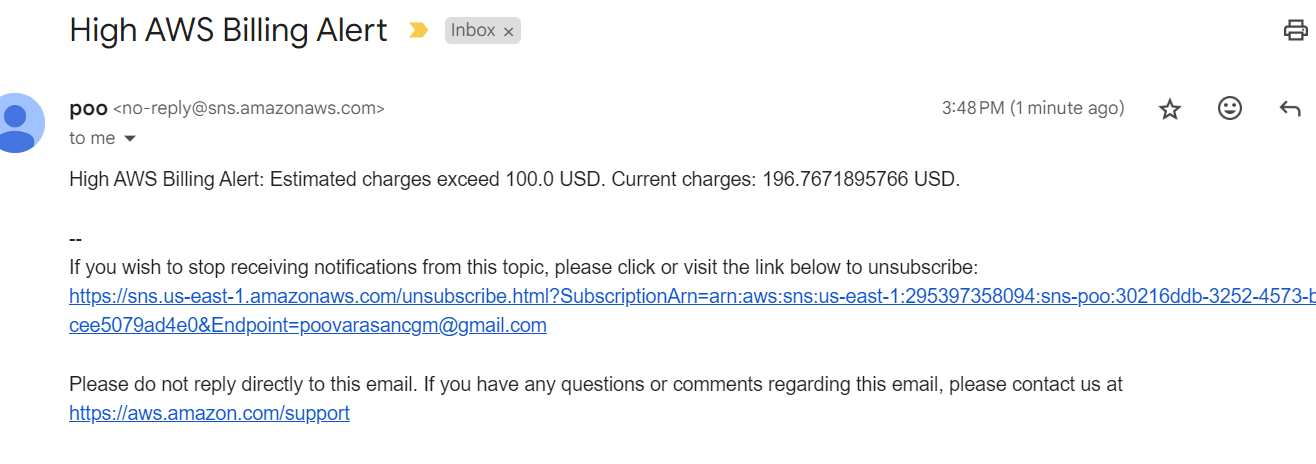 High AWS Billing Alert Inbox ×
poo <no-reply@sns.amazonaws.com> 3:48 PM (1 minute ago)
to me
High AWS Billing Alert: Estimated charges exceed 100.0 USD. Current charges: 196.7671895766 USD.
--
If you wish to stop receiving notifications from this topic, please click or visit the link below to unsubscribe:
https://sns.us-east-1.amazonaws.com/unsubscribe.html?SubscriptionArn=arn:aws:sns:us-east-1:295397358094:sns-poo:30216ddb-3252-4573-b
cee5079ad4e0&Endpoint=poovarasancgm@gmail.com
Please do not reply directly to this email. If you have any questions or comments regarding this email, please contact us at
https://aws.amazon.com/support